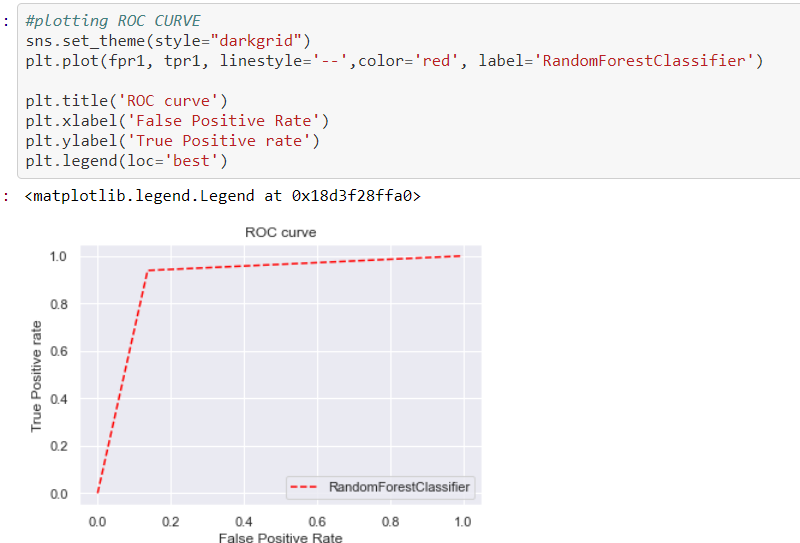 : #plotting ROC CURVE
sns.set_theme(style="darkgrid")
plt.plot(fpr1, tpr1, linestyle='--',color='red', label='RandomForestClassifier')
plt.title('ROC curve')
plt.xlabel('False Positive Rate')
plt.ylabel('True Positive rate')
plt.legend(loc='best')
: <matplotlib.legend.Legend at 0x18d3f28ffa0>
ROC curve
1.0
0.8
0.6
0.4
0.2
0.0
True Positive rate
RandomForestClassifier
0.0 0.2 0.4 0.6 0.8 1.0
False Positive Rate